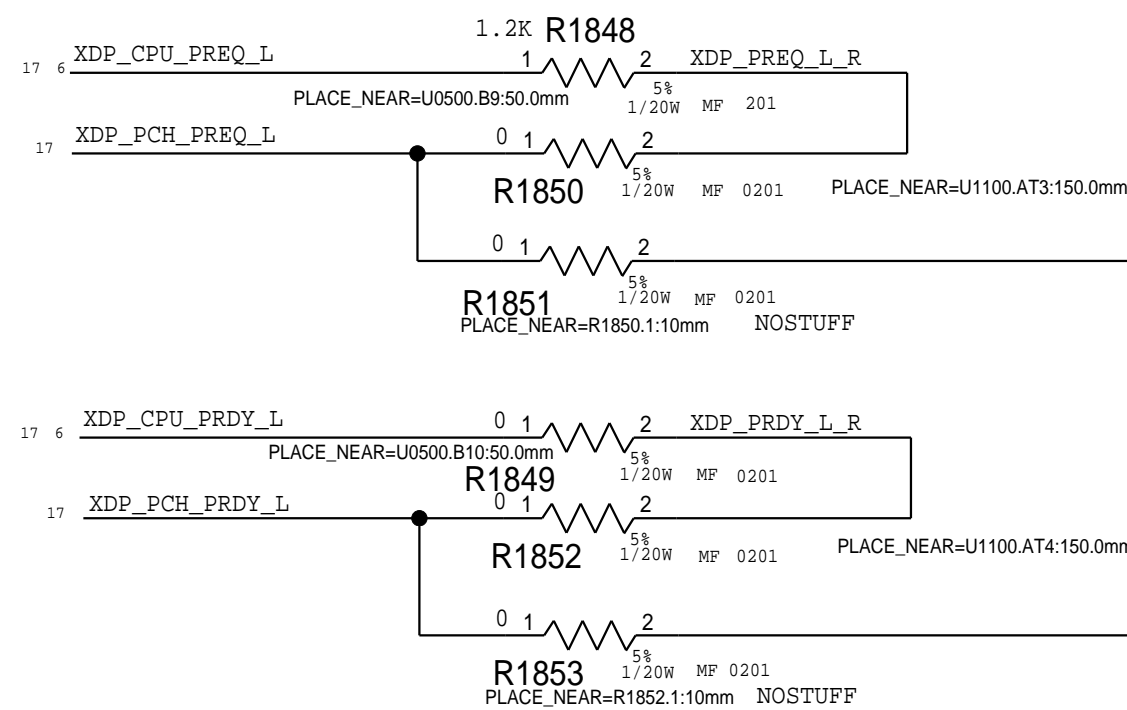 1.2K R1848
17 6 XDP_CPU_PREQ_L 1 2 XDP_PREQ_L_R
5%
PLACE_NEAR=U0500.B9:50.0mm 1/20W MF 201
17 XDP_PCH_PREQ_L 0 1 2
5%
R1850 1/20W MF 0201 PLACE_NEAR=U1100.AT3:150.0mm
0 1 2
5%
R1851 1/20W MF 0201
PLACE_NEAR=R1850.1:10mm NOSTUFF
17 6 XDP_CPU_PRDY_L 0 1 2 XDP_PRDY_L_R
PLACE_NEAR=U0500.B10:50.0mm 5%
R1849 1/20W MF 0201
17 XDP_PCH_PRDY_L 0 1 2
5%
R1852 1/20W MF 0201 PLACE_NEAR=U1100.AT4:150.0mm
0 1 2
5%
R1853 1/20W MF 0201
PLACE_NEAR=R1852.1:10mm NOSTUFF